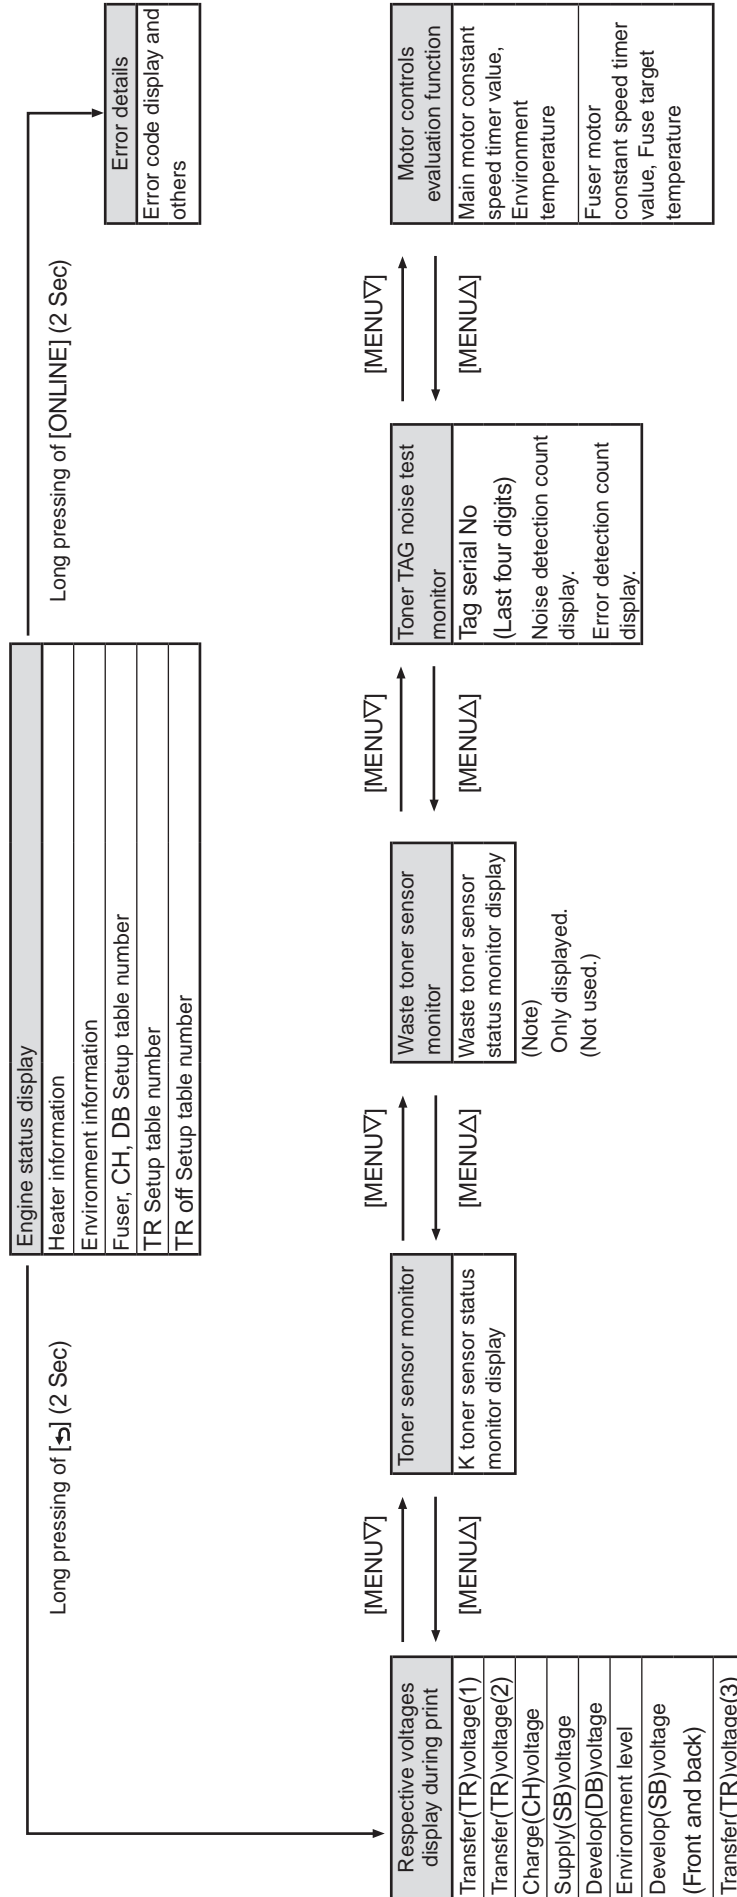 Engine status display
Heater information
Environment information
Fuser, CH, DB Setup table number
TR Setup table number
TR off Setup table number
Long pressing of [⮌] (2 Sec)
Long pressing of [ONLINE] (2 Sec)
Error details
Error code display and
others
Respective voltages
display during print
Transfer(TR)voltage(1)
Transfer(TR)voltage(2)
Charge(CH)voltage
Supply(SB)voltage
Develop(DB)voltage
Environment level
Develop(SB)voltage
(Front and back)
Transfer(TR)voltage(3)
[MENU▽]
[MENU△]
Toner sensor monitor
K toner sensor status
monitor display
[MENU▽]
[MENU△]
Waste toner sensor
monitor
Waste toner sensor
status monitor display
(Note)
Only displayed.
(Not used.)
[MENU▽]
[MENU△]
Toner TAG noise test
monitor
Tag serial No
(Last four digits)
Noise detection count
display.
Error detection count
display.
[MENU▽]
[MENU△]
Motor controls
evaluation function
Main motor constant
speed timer value,
Environment
temperature
Fuser motor
constant speed timer
value, Fuse target
temperature